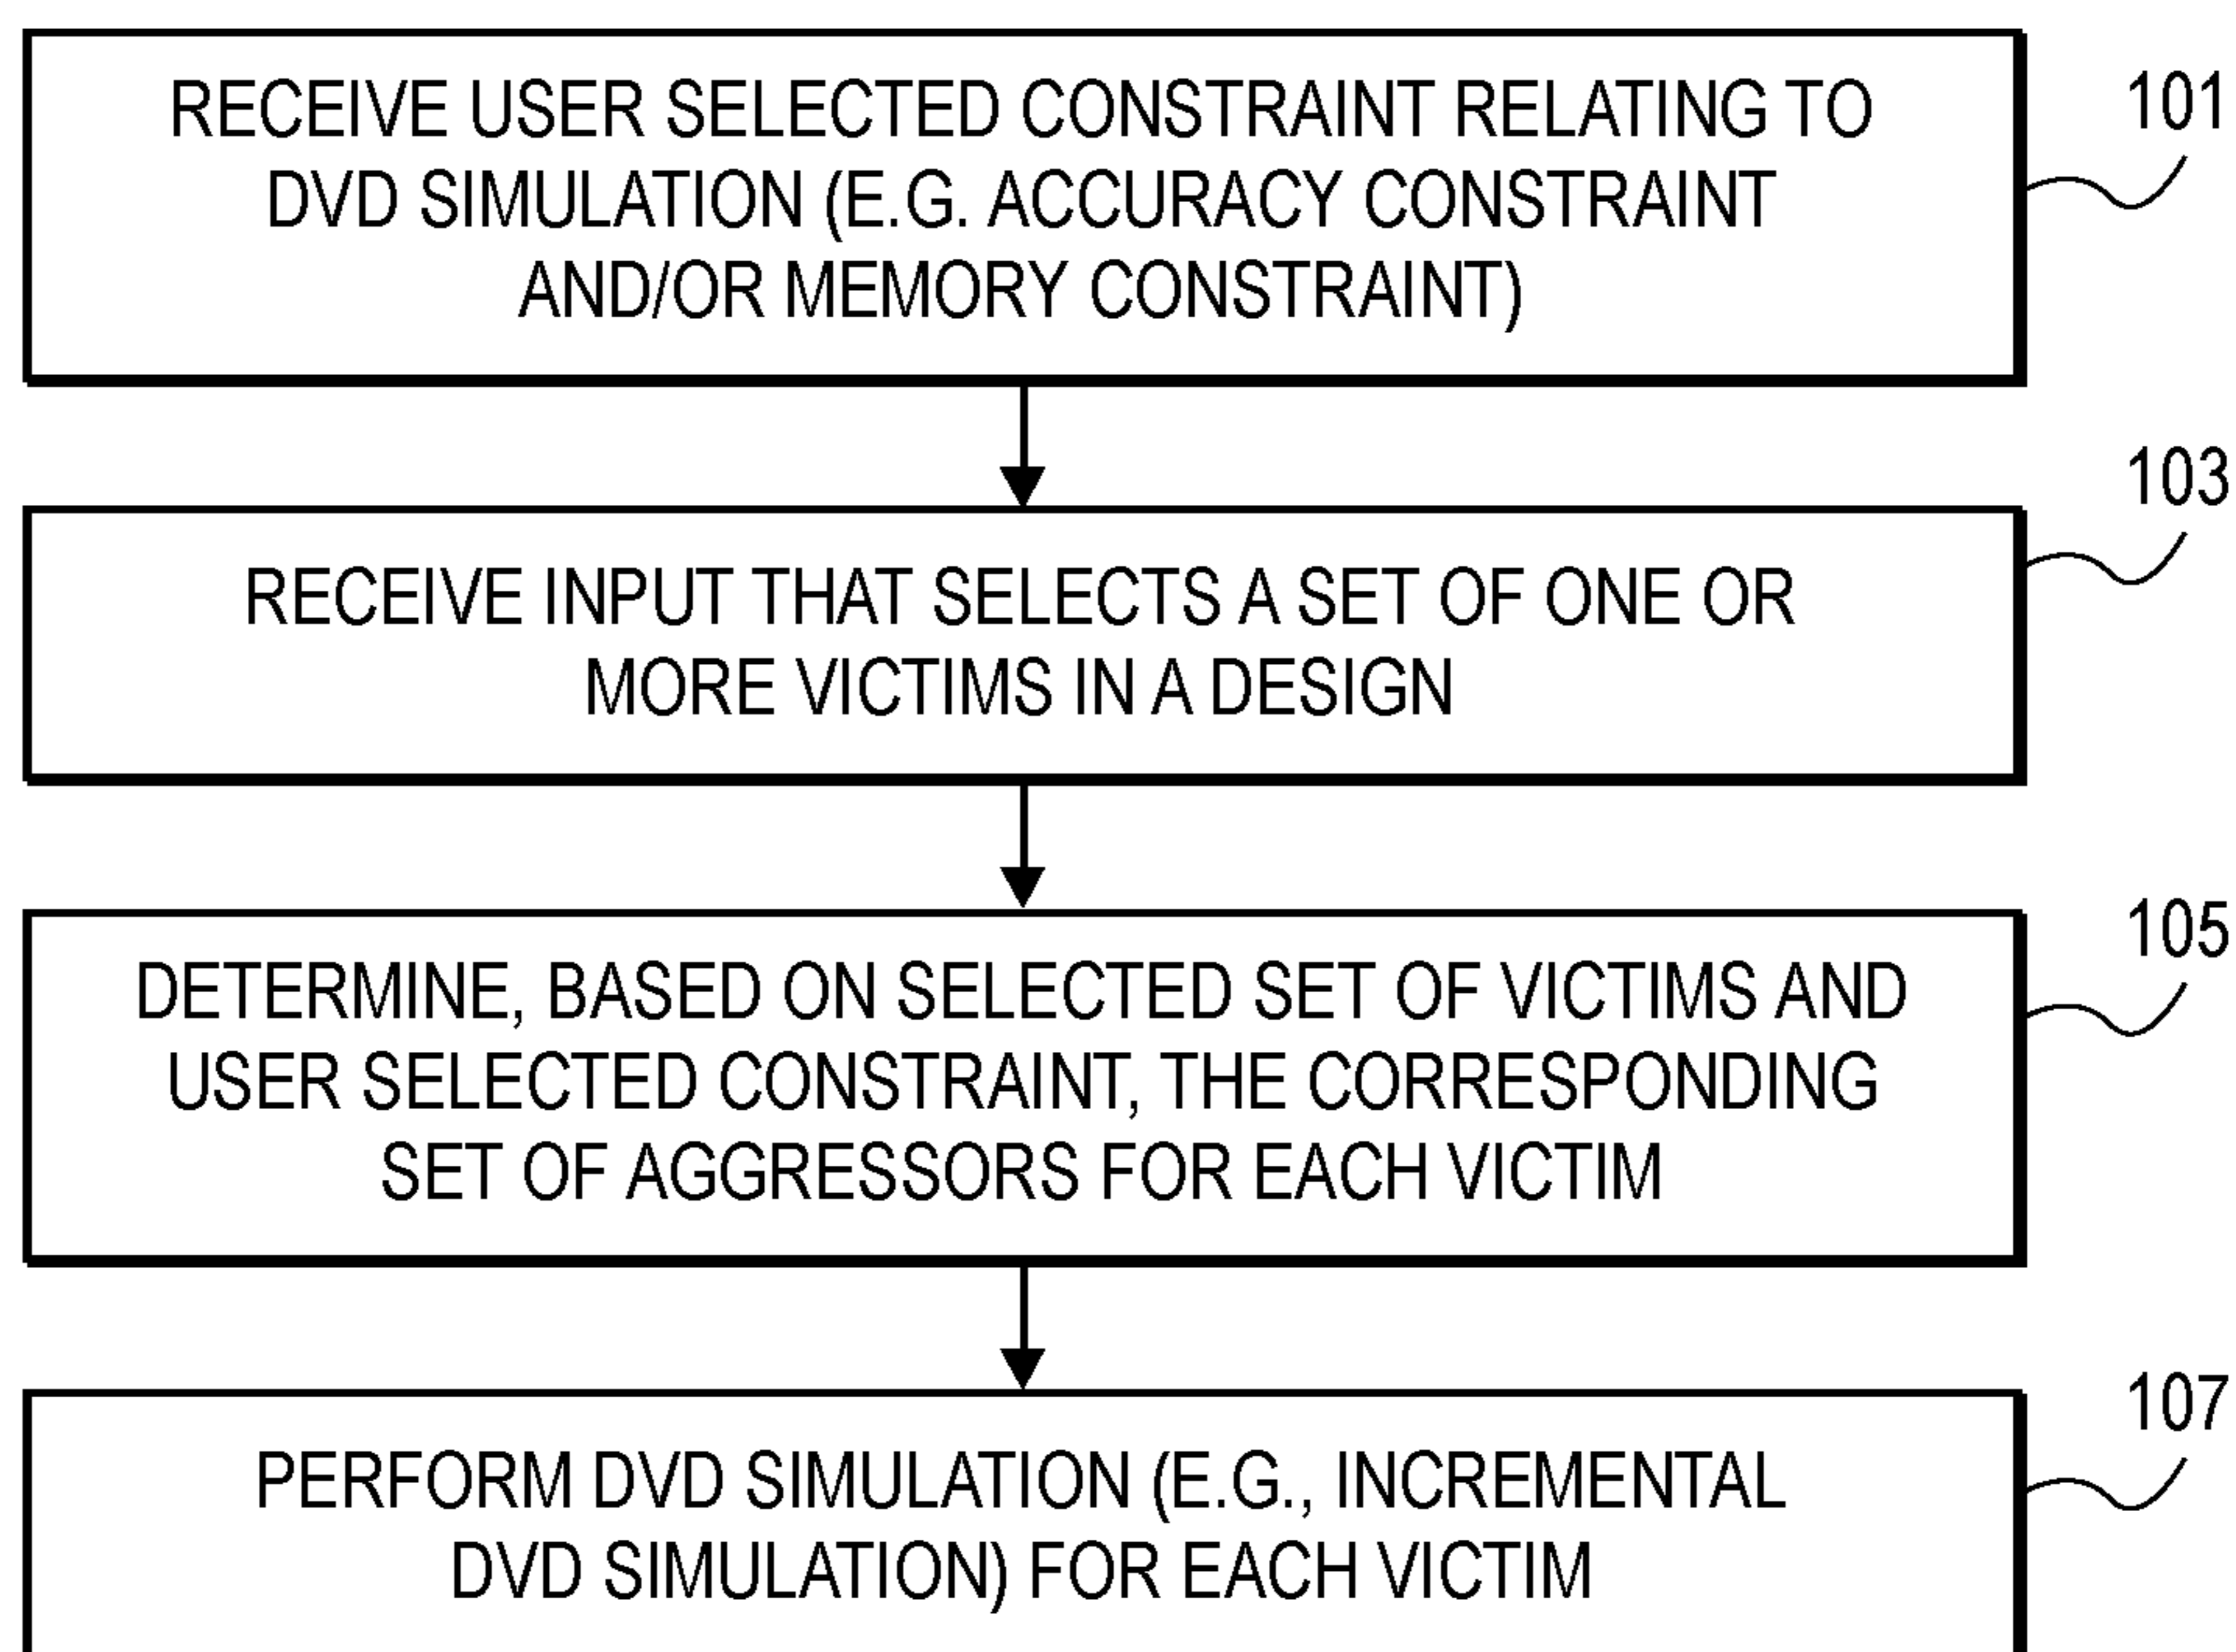 RECEIVE USER SELECTED CONSTRAINT RELATING TO
DVD SIMULATION (E.G. ACCURACY CONSTRAINT
AND/OR MEMORY CONSTRAINT)
101
RECEIVE INPUT THAT SELECTS A SET OF ONE OR
MORE VICTIMS IN A DESIGN
103
DETERMINE, BASED ON SELECTED SET OF VICTIMS AND
USER SELECTED CONSTRAINT, THE CORRESPONDING
SET OF AGGRESSORS FOR EACH VICTIM
105
PERFORM DVD SIMULATION (E.G., INCREMENTAL
DVD SIMULATION) FOR EACH VICTIM
107